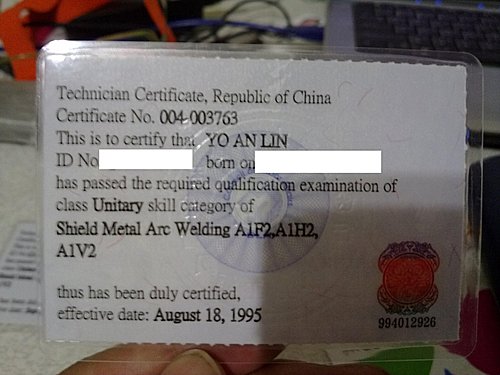 Technician Certificate, Republic of China
Certificate No. 004-003763
This is to certify that YO AN LIN
ID No born on
has passed the required qualification examination of
class Unitary skill category of
Shield Metal Arc Welding A1F2,A1H2,
A1V2
thus has been duly certified,
effective date: August 18, 1995
994012926